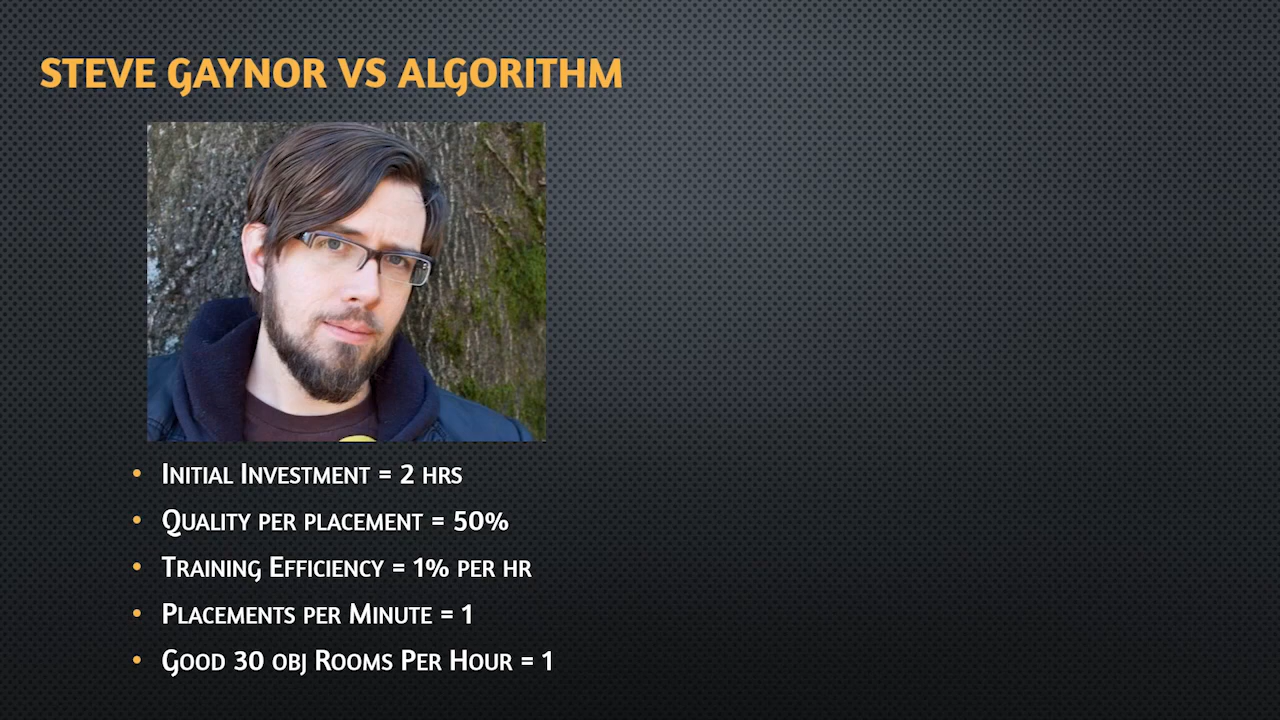 STEVE GAYNOR VS ALGORITHM
• INITIAL INVESTMENT = 2 HRS
• QUALITY PER PLACEMENT = 50%
• TRAINING EFFICIENCY = 1% PER HR
• PLACEMENTS PER MINUTE = 1
• GOOD 30 OBJ ROOMS PER HOUR = 1